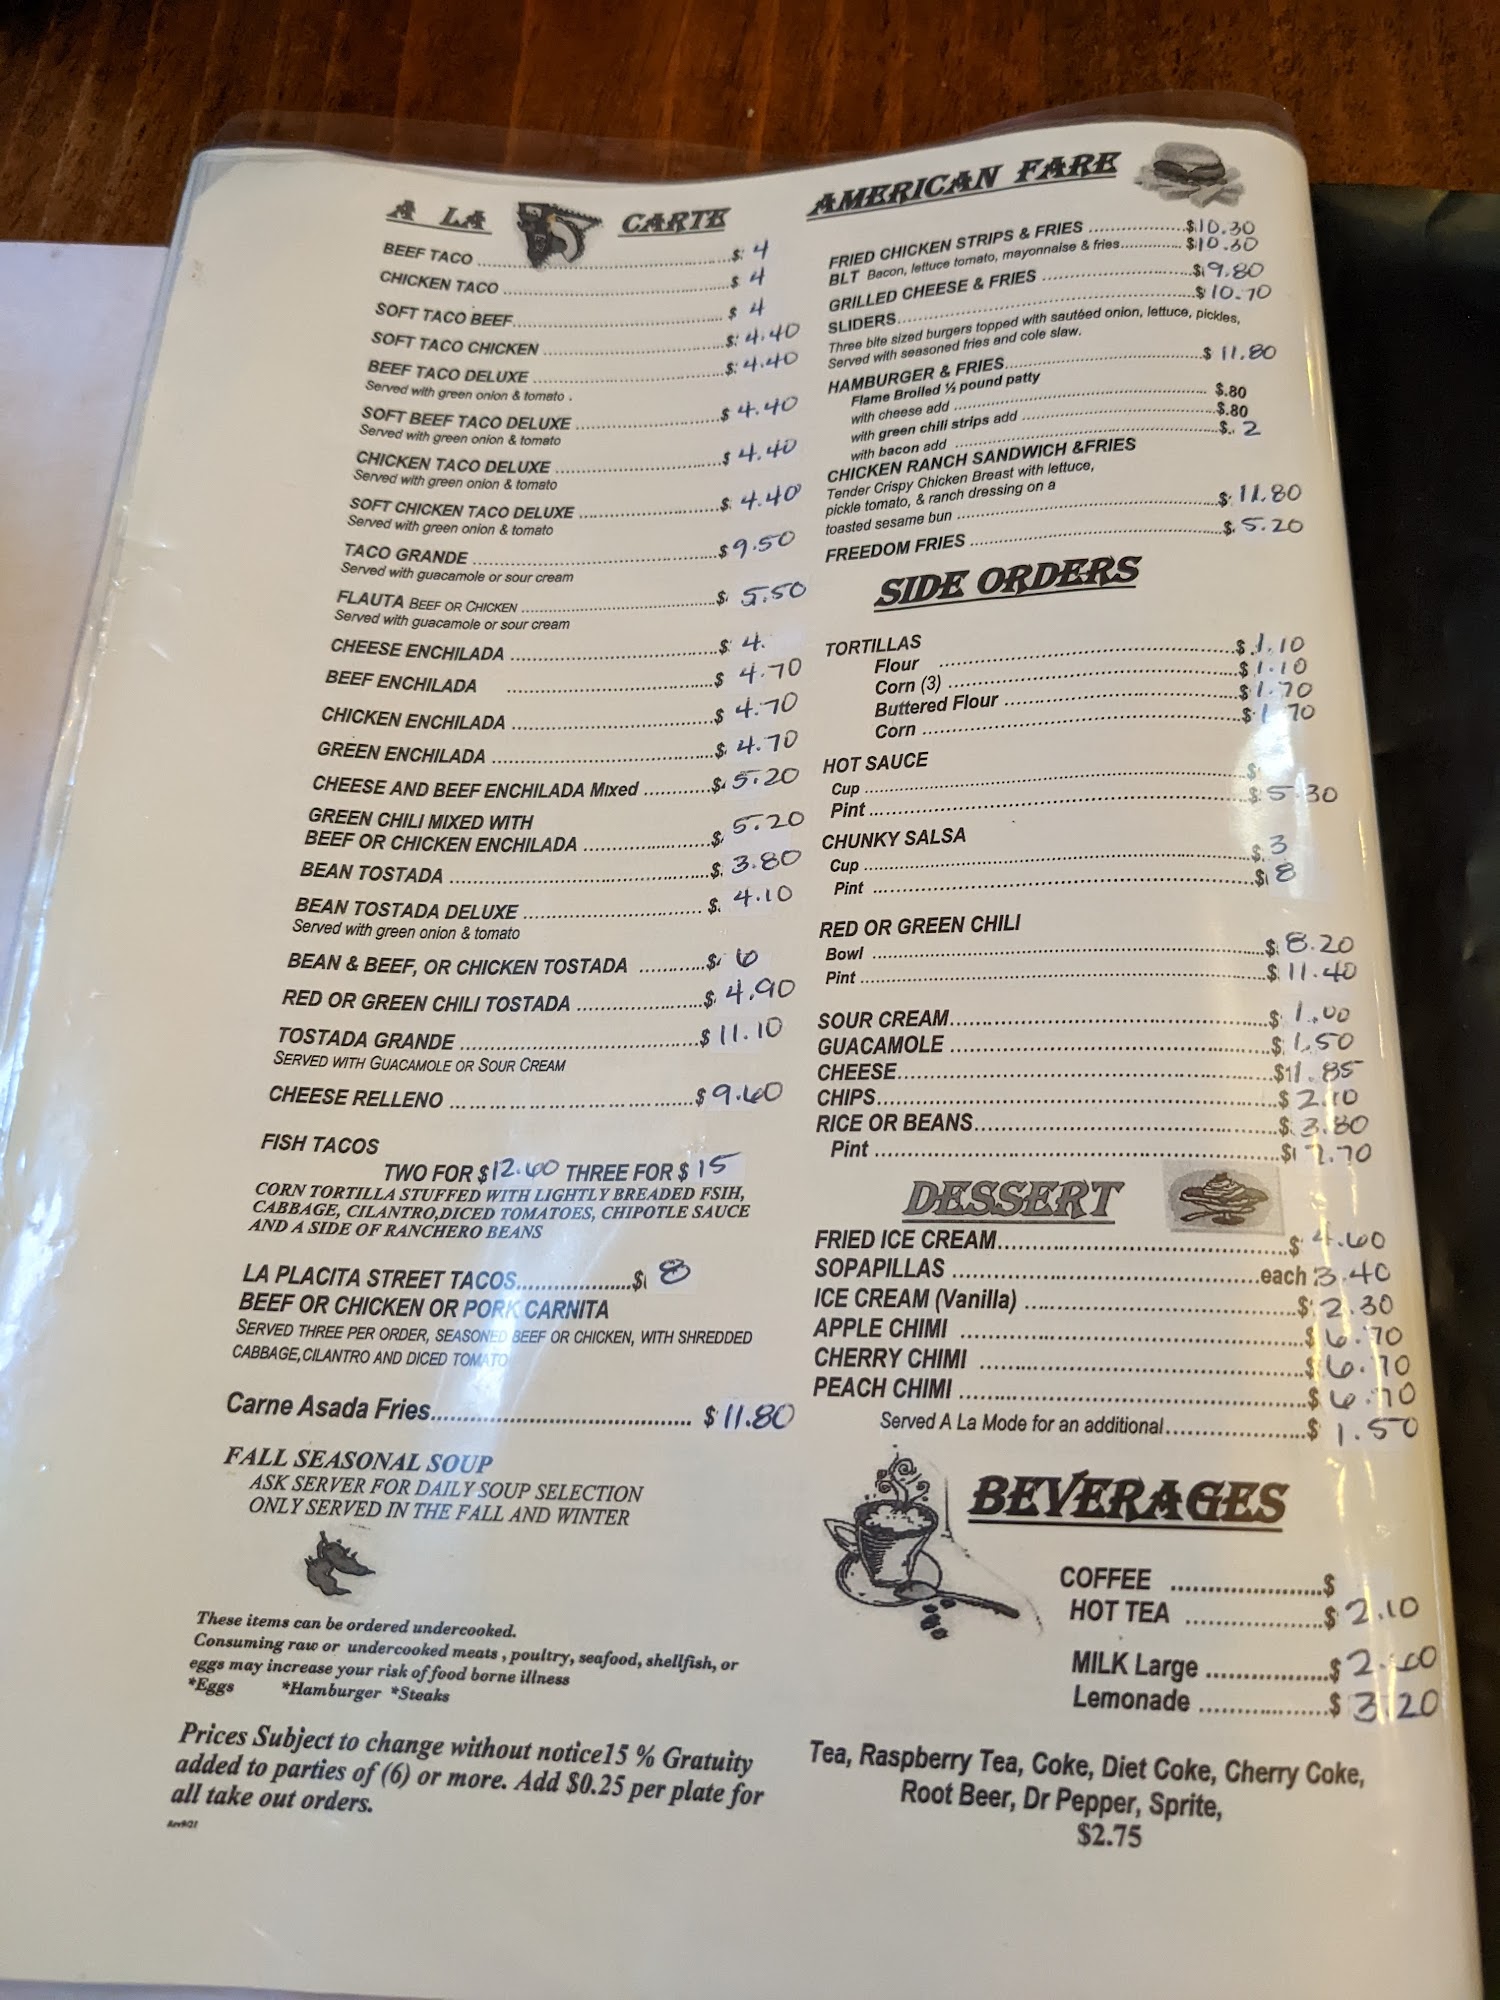 A LA CARTE
BEEF TACO $ 4
CHICKEN TACO $ 4
SOFT TACO BEEF $ 4
SOFT TACO CHICKEN $ 4.40
BEEF TACO DELUXE $ 4.40
Served with green onion & tomato .
SOFT BEEF TACO DELUXE $ 4.40
Served with green onion & tomato
CHICKEN TACO DELUXE $ 4.40
Served with green onion & tomato
SOFT CHICKEN TACO DELUXE $ 4.40
Served with green onion & tomato
TACO GRANDE $ 9.50
Served with guacamole or sour cream
FLAUTA BEEF OR CHICKEN $ 5.50
Served with guacamole or sour cream
CHEESE ENCHILADA $ 4.
BEEF ENCHILADA $ 4.70
CHICKEN ENCHILADA $ 4.70
GREEN ENCHILADA $ 4.70
CHEESE AND BEEF ENCHILADA Mixed $ 5.20
GREEN CHILI MIXED WITH
BEEF OR CHICKEN ENCHILADA $ 5.20
BEAN TOSTADA $ 3.80
BEAN TOSTADA DELUXE $ 4.10
Served with green onion & tomato
BEAN & BEEF, OR CHICKEN TOSTADA $ 6
RED OR GREEN CHILI TOSTADA $ 4.90
TOSTADA GRANDE $ 11.10
SERVED WITH GUACAMOLE OR SOUR CREAM
CHEESE RELLENO $ 9.60
FISH TACOS
TWO FOR $12.60 THREE FOR $ 15
CORN TORTILLA STUFFED WITH LIGHTLY BREADED FSIH,
CABBAGE, CILANTRO,DICED TOMATOES, CHIPOTLE SAUCE
AND A SIDE OF RANCHERO BEANS
LA PLACITA STREET TACOS $ 8
BEEF OR CHICKEN OR PORK CARNITA
SERVED THREE PER ORDER, SEASONED BEEF OR CHICKEN, WITH SHREDDED
CABBAGE,CILANTRO AND DICED TOMATO
Carne Asada Fries $ 11.80
FALL SEASONAL SOUP
ASK SERVER FOR DAILY SOUP SELECTION
ONLY SERVED IN THE FALL AND WINTER
These items can be ordered undercooked.
Consuming raw or undercooked meats , poultry, seafood, shellfish, or
eggs may increase your risk of food borne illness
*Eggs *Hamburger *Steaks
Prices Subject to change without notice15 % Gratuity
added to parties of (6) or more. Add $0.25 per plate for
all take out orders.
AMERICAN FARE
FRIED CHICKEN STRIPS & FRIES $10.30
BLT Bacon, lettuce tomato, mayonnaise & fries $10.30
GRILLED CHEESE & FRIES $9.80
SLIDERS $10.70
Three bite sized burgers topped with sautéed onion, lettuce, pickles,
Served with seasoned fries and cole slaw.
HAMBURGER & FRIES $ 11.80
Flame Broiled ⅓ pound patty
with cheese add $.80
with green chili strips add $.80
with bacon add $ 2
CHICKEN RANCH SANDWICH &FRIES
Tender Crispy Chicken Breast with lettuce,
pickle tomato, & ranch dressing on a
toasted sesame bun $ 11.80
FREEDOM FRIES $ 5.20
SIDE ORDERS
TORTILLAS
Flour $ 1.10
Corn (3) $ 1.10
Buttered Flour $ 1.70
Corn $ 1.70
HOT SAUCE
Cup $
Pint $ 5.30
CHUNKY SALSA
Cup $ 3
Pint $ 8
RED OR GREEN CHILI
Bowl $ 8.20
Pint $ 11.40
SOUR CREAM $ 1.00
GUACAMOLE $ 1.50
CHEESE $1.85
CHIPS $ 2.10
RICE OR BEANS $ 3.80
Pint $ 7.70
DESSERT
FRIED ICE CREAM $ 4.60
SOPAPILLAS each 3.40
ICE CREAM (Vanilla) $ 2.30
APPLE CHIMI $ 6.70
CHERRY CHIMI $ 6.70
PEACH CHIMI $ 6.70
Served A La Mode for an additional $ 1.50
BEVERAGES
COFFEE $
HOT TEA $ 2.10
MILK Large $ 2.60
Lemonade $ 3.20
Tea, Raspberry Tea, Coke, Diet Coke, Cherry Coke,
Root Beer, Dr Pepper, Sprite,
$2.75